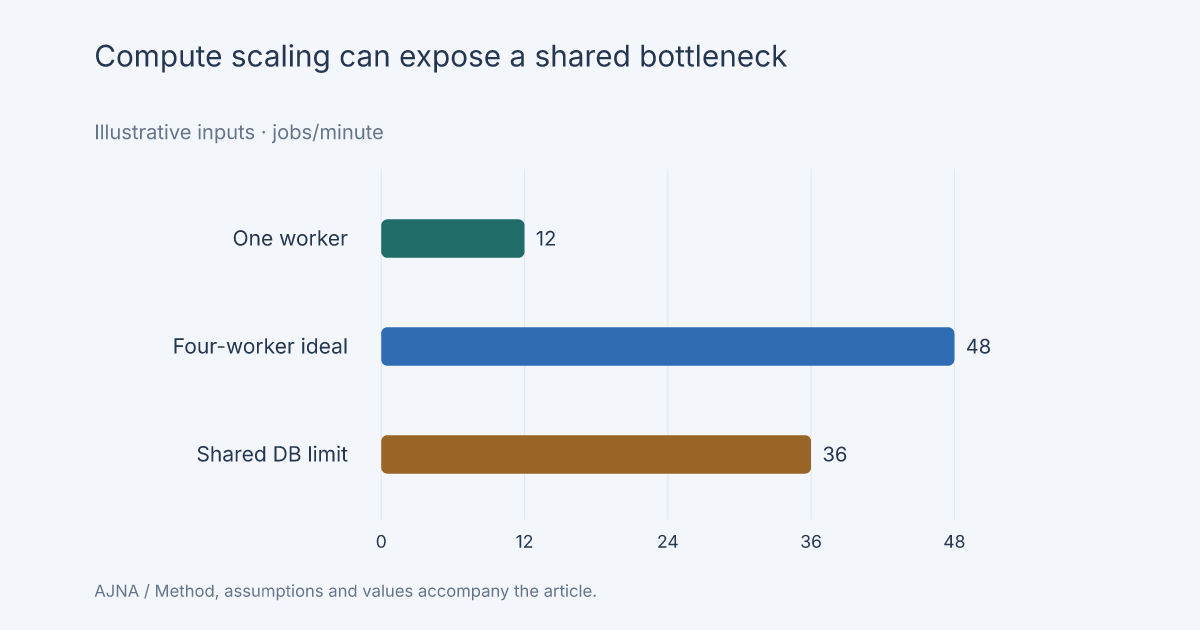 Compute scaling can expose a shared bottleneck
Illustrative inputs · jobs/minute
One worker 12
Four-worker ideal 48
Shared DB limit 36
0 12 24 36 48
AJNA / Method, assumptions and values accompany the article.